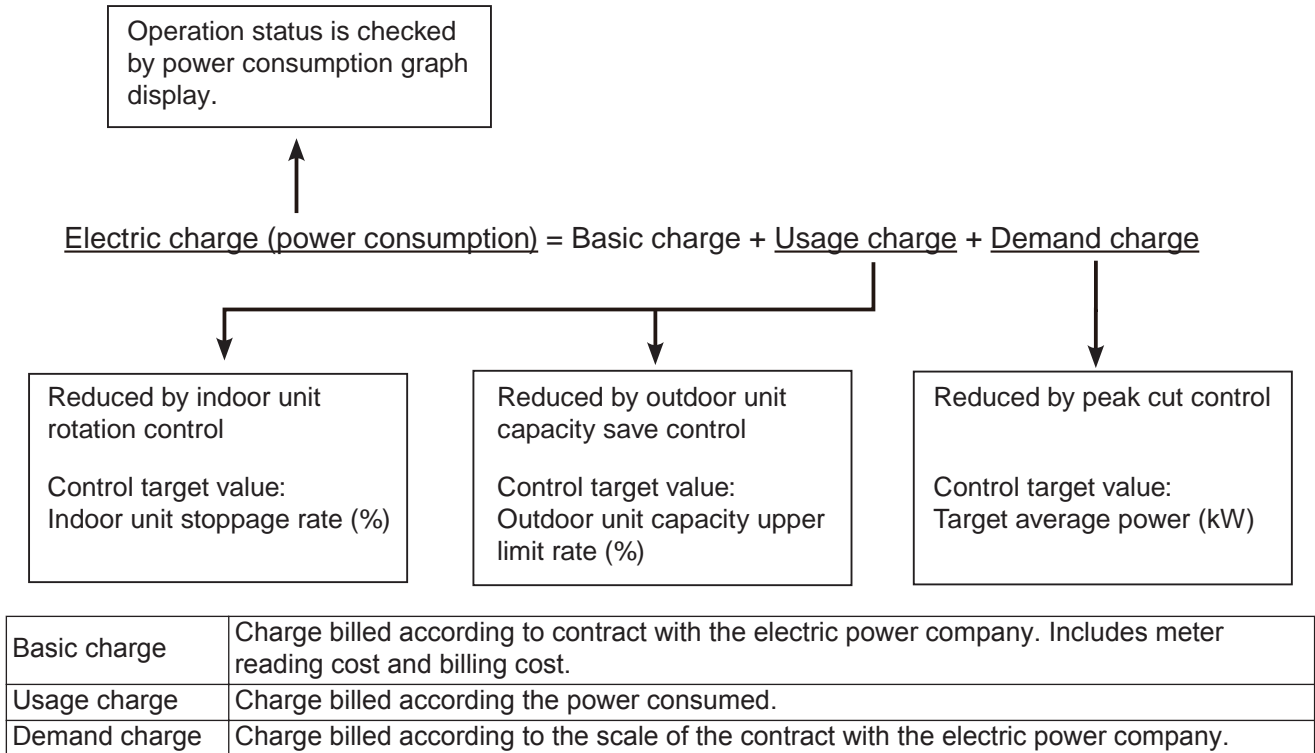 Operation status is checked
by power consumption graph
display.
Electric charge (power consumption) = Basic charge + Usage charge + Demand charge
Reduced by indoor unit
rotation control
Control target value:
Indoor unit stoppage rate (%)
Reduced by outdoor unit
capacity save control
Control target value:
Outdoor unit capacity upper
limit rate (%)
Reduced by peak cut control
Control target value:
Target average power (kW)
Basic charge
Charge billed according to contract with the electric power company. Includes meter
reading cost and billing cost.
Usage charge
Charge billed according the power consumed.
Demand charge
Charge billed according to the scale of the contract with the electric power company.